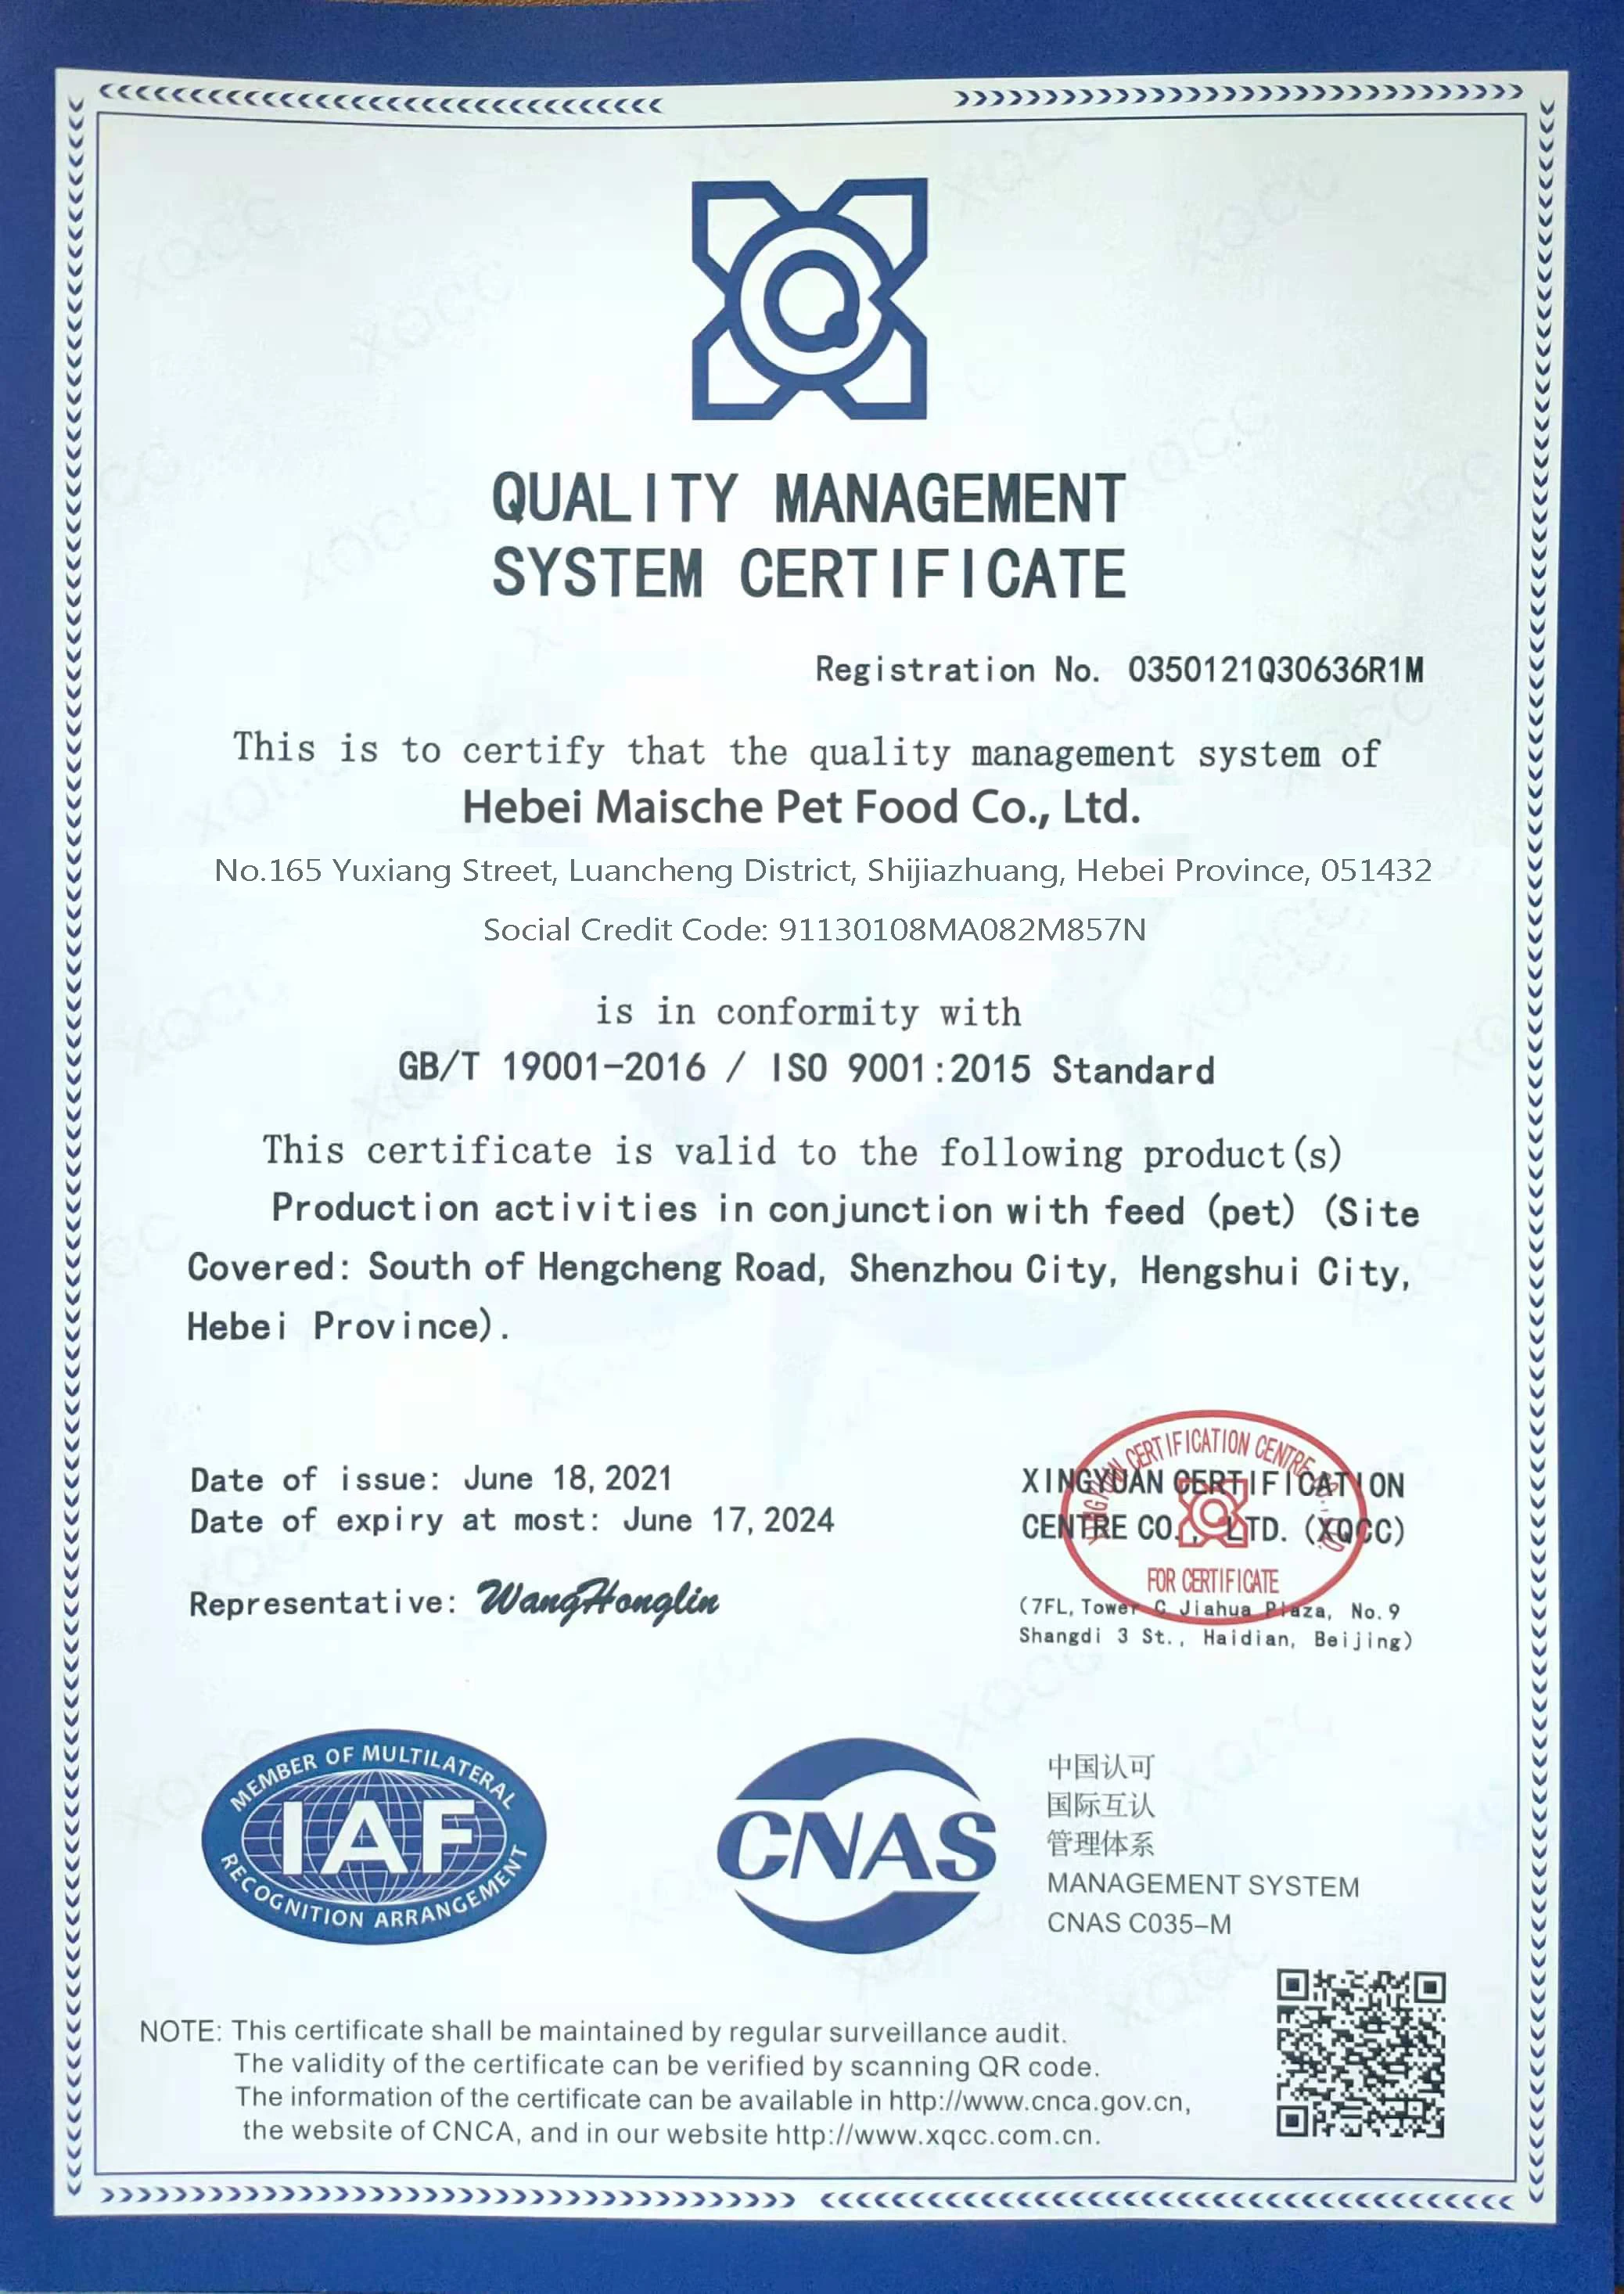 QUALITY MANAGEMENT
SYSTEM CERTIFICATE
Registration No. 0350121Q30636R1M
This is to certify that the quality management system of
Hebei Maische Pet Food Co., Ltd.
No.165 Yuxiang Street, Luancheng District, Shijiazhuang, Hebei Province, 051432
Social Credit Code: 91130108MA082M857N
is in conformity with
GB/T 19001-2016 / ISO 9001:2015 Standard
This certificate is valid to the following product(s)
Production activities in conjunction with feed (pet) (Site
Covered: South of Hengcheng Road, Shenzhou City, Hengshui City,
Hebei Province).
Date of issue: June 18, 2021
Date of expiry at most: June 17, 2024
Representative: WangHonglin
XINGYUAN CERTIFICATION
CENTRE CO., LTD. (XQCC)
XINGYUAN CERTIFICATION CENTRE CO., LTD.
FOR CERTIFICATE
(7FL, Tower C Jiahua Plaza, No. 9
Shangdi 3 St., Haidian, Beijing)
MEMBER OF MULTILATERAL
IAF
RECOGNITION ARRANGEMENT
CNAS
中国认可
国际互认
管理体系
MANAGEMENT SYSTEM
CNAS C035-M
NOTE: This certificate shall be maintained by regular surveillance audit.
The validity of the certificate can be verified by scanning QR code.
The information of the certificate can be available in http://www.cnca.gov.cn,
the website of CNCA, and in our website http://www.xqcc.com.cn.